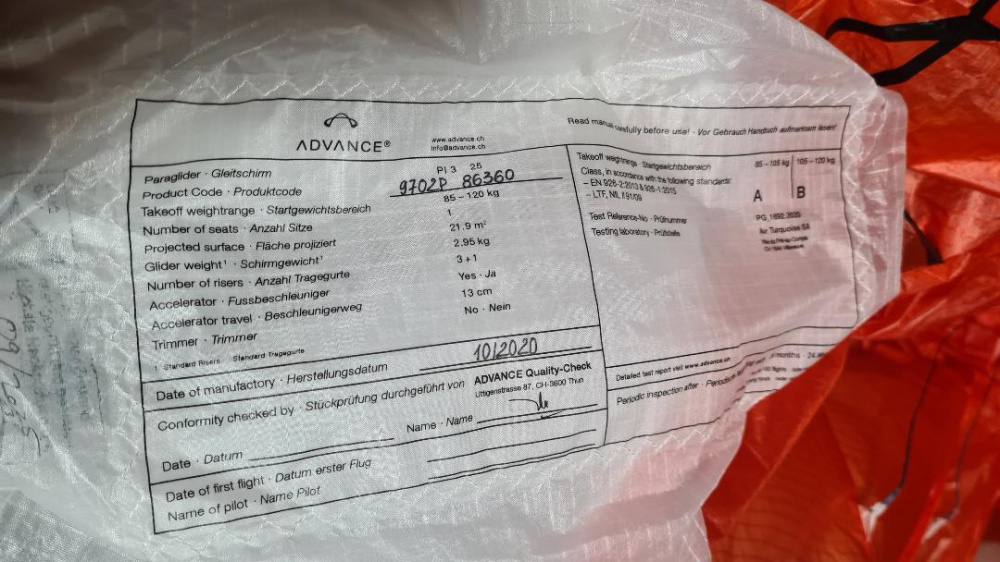 ADVANCE®
www.advance.ch
info@advance.ch
Read manual carefully before use! · Vor Gebrauch Handbuch aufmerksam lesen!
Paraglider · Gleitschirm PI 3 25
Product Code · Produktcode 9702P 86360
Takeoff weightrange · Startgewichtsbereich 85 – 120 kg
Number of seats · Anzahl Sitze 1
Projected surface · Fläche projiziert 21.9 m²
Glider weight¹ · Schirmgewicht¹ 2.95 kg
Number of risers · Anzahl Tragegurte 3+1
Accelerator · Fussbeschleuniger Yes · Ja
Accelerator travel · Beschleunigerweg 13 cm
Trimmer · Trimmer No · Nein
1 Standard Risers Standard Tragegurte
Date of manufactory · Herstellungsdatum 10/2020
Conformity checked by · Stückprüfung durchgeführt von ADVANCE Quality-Check
Uttigenstrasse 87, CH-3600 Thun
Date · Datum Name · Name
Date of first flight · Datum erster Flug
Name of pilot · Name Pilot
Takeoff weightrange · Startgewichtsbereich 85 – 105 kg 105 – 120 kg
Class, in accordance with the following standards:
– EN 926-2:2013 & 926-1:2015
– LTF, NfL II 91/09
A B
Test Reference-No · Prüfnummer PG_1692.2020
Testing laboratory · Prüfstelle Air Turquoise SA
Detailed test report visit www.advance.ch
Periodic inspection after · months · 24